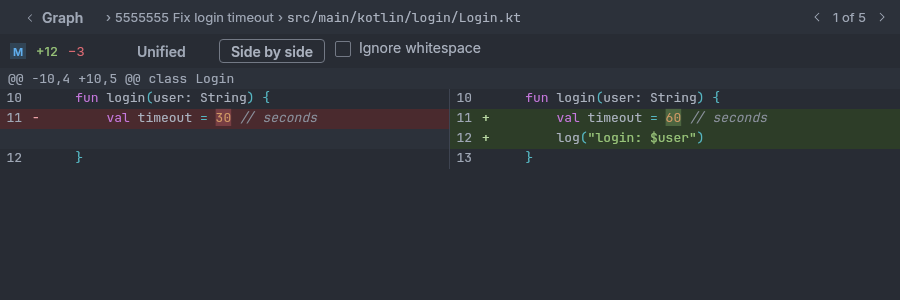 ‹ Graph › 5555555 Fix login timeout › src/main/kotlin/login/Login.kt ‹ 1 of 5 ›
M +12 −3 Unified Side by side Ignore whitespace
@@ -10,4 +10,5 @@ class Login
10 fun login(user: String) { 10 fun login(user: String) {
11 - val timeout = 30 // seconds 11 + val timeout = 60 // seconds
12 + log("login: $user")
12 } 13 }